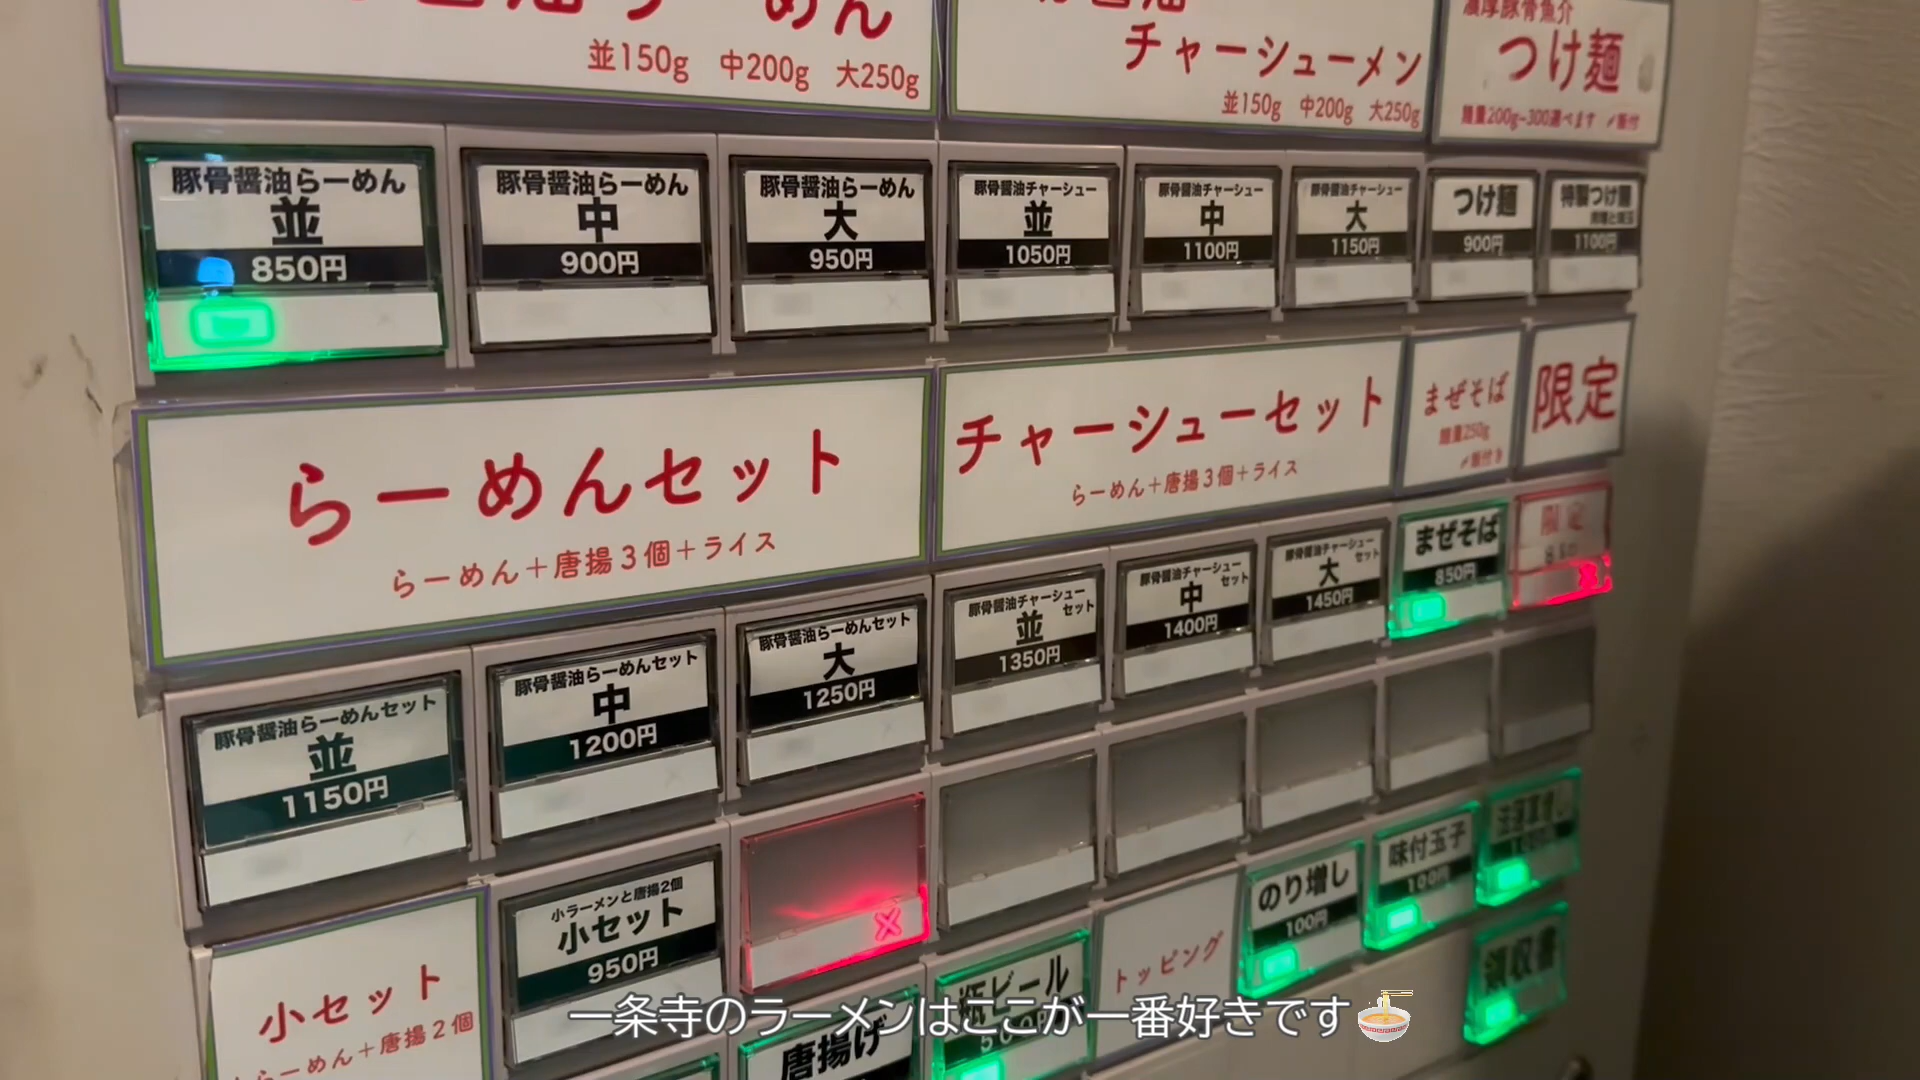 らーめん
並150g 中200g 大250g
チャーシューメン
並150g 中200g 大250g
濃厚豚骨魚介
つけ麺
豚骨醤油らーめん
並
850円
豚骨醤油らーめん
中
900円
豚骨醤油らーめん
大
950円
豚骨醤油チャーシュー
並
1050円
豚骨醤油チャーシュー
中
1100円
豚骨醤油チャーシュー
大
1150円
つけ麺
900円
特製つけ麺
1100円
らーめんセット
らーめん+唐揚3個+ライス
チャーシューセット
らーめん+唐揚3個+ライス
まぜそば
麺量250g
限定
豚骨醤油らーめんセット
並
1150円
豚骨醤油らーめんセット
中
1200円
豚骨醤油らーめんセット
大
1250円
豚骨醤油チャーシュー
セット
並
1350円
豚骨醤油チャーシュー
セット
中
1400円
豚骨醤油チャーシュー
セット
大
1450円
まぜそば
850円
限定
小セット
らーめん+唐揚2個
小ラーメンと唐揚2個
小セット
950円
唐揚げ
瓶ビール
トッピング
のり増し
100円
味付玉子
100円
領収書
一条寺のラーメンはここが一番好きです🍜